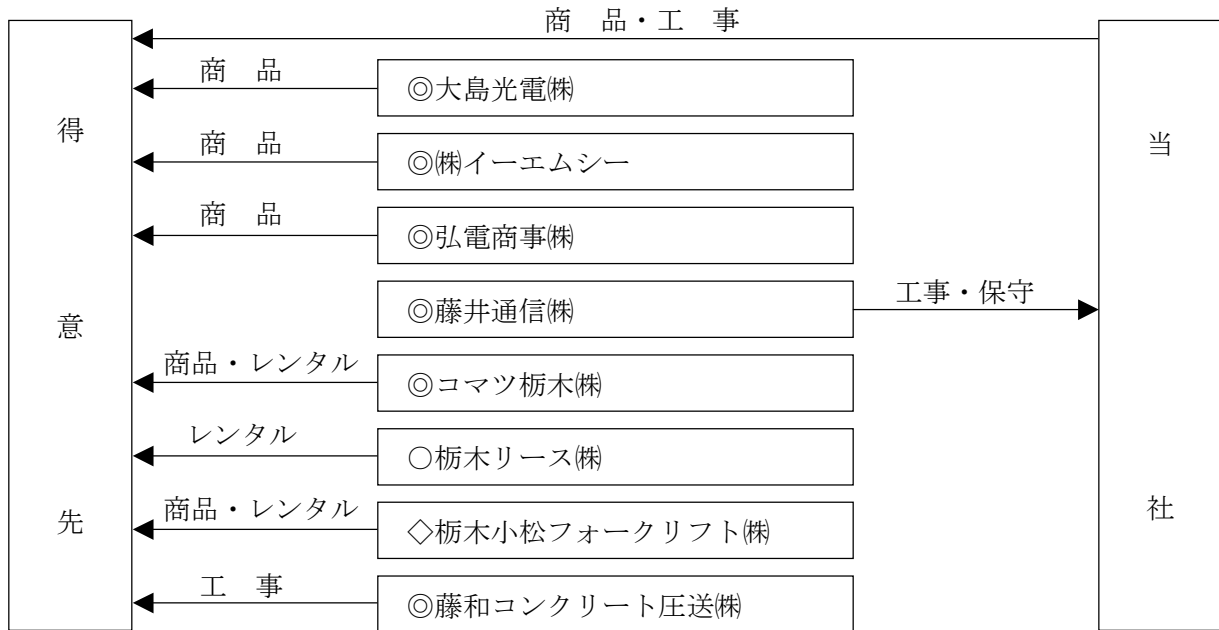 商　品・工　事
商　品
◎大島光電㈱
商　品
◎㈱イーエムシー
商　品
◎弘電商事㈱
◎藤井通信㈱
工事・保守
商品・レンタル
◎コマツ栃木㈱
レンタル
○栃木リース㈱
商品・レンタル
◇栃木小松フォークリフト㈱
工　事
◎藤和コンクリート圧送㈱
得意先
当社